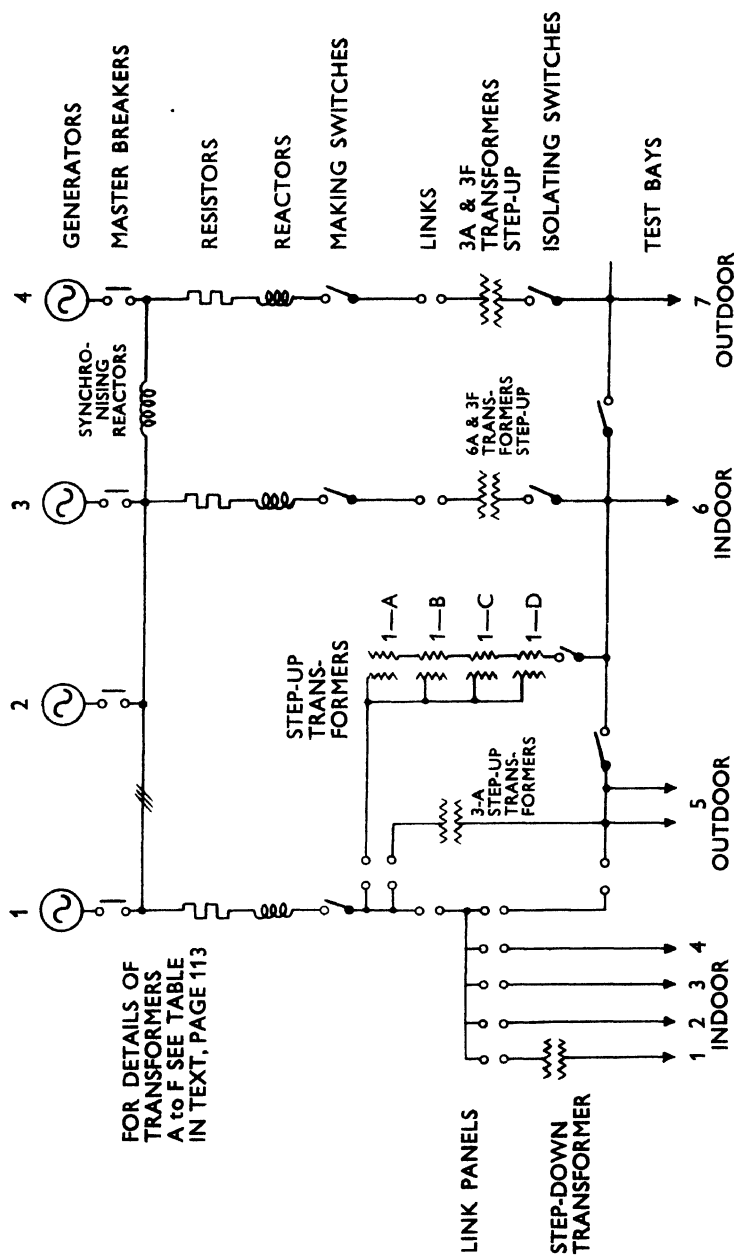 1
2
3
4
GENERATORS
MASTER BREAKERS
SYNCHRO-
NISING
REACTORS
RESISTORS
REACTORS
MAKING SWITCHES
LINKS
3A & 3F
TRANSFORMERS
STEP-UP
ISOLATING SWITCHES
TEST BAYS
FOR DETAILS OF
TRANSFORMERS
A to F SEE TABLE
IN TEXT, PAGE 113
STEP-UP
TRANS-
FORMERS
1—A
1—B
1—C
1—D
6A & 3F
TRANS-
FORMERS
STEP-UP
3-A
STEP-UP
TRANS-
FORMERS
LINK PANELS
STEP-DOWN
TRANSFORMER
1 2 3 4
INDOOR
5
OUTDOOR
6
INDOOR
7
OUTDOOR